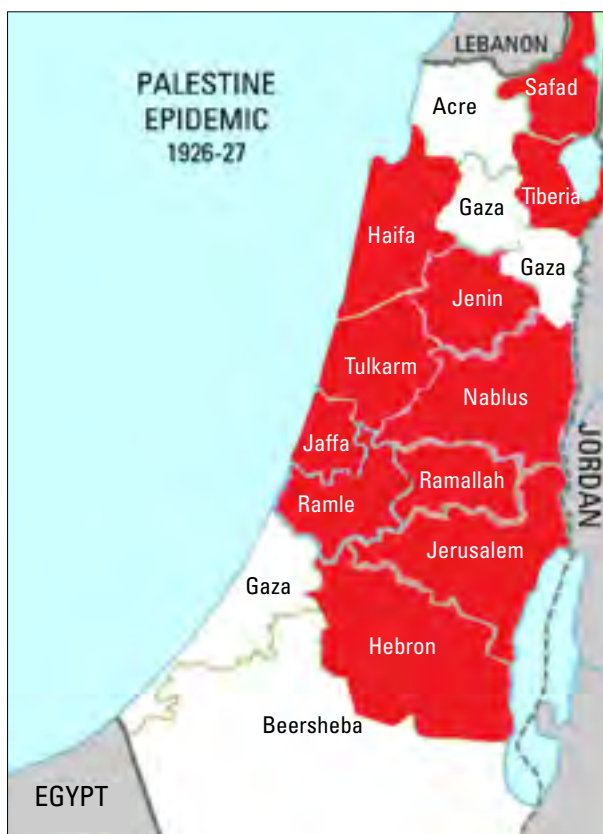 PALESTINE
EPIDEMIC
1926-27
LEBANON
Safad
Acre
Tiberia
Gaza
Haifa
Gaza
Jenin
Tulkarm
Nablus
Jaffa
Ramallah
Ramle
JORDAN
Jerusalem
Gaza
Hebron
Beersheba
EGYPT